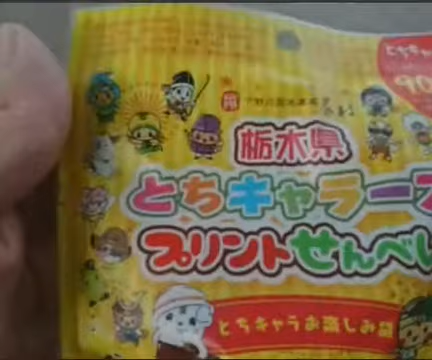 とちキャ
90
栃木県
とちキャラーズ
プリントせんべい
とちキャラお楽しみ袋